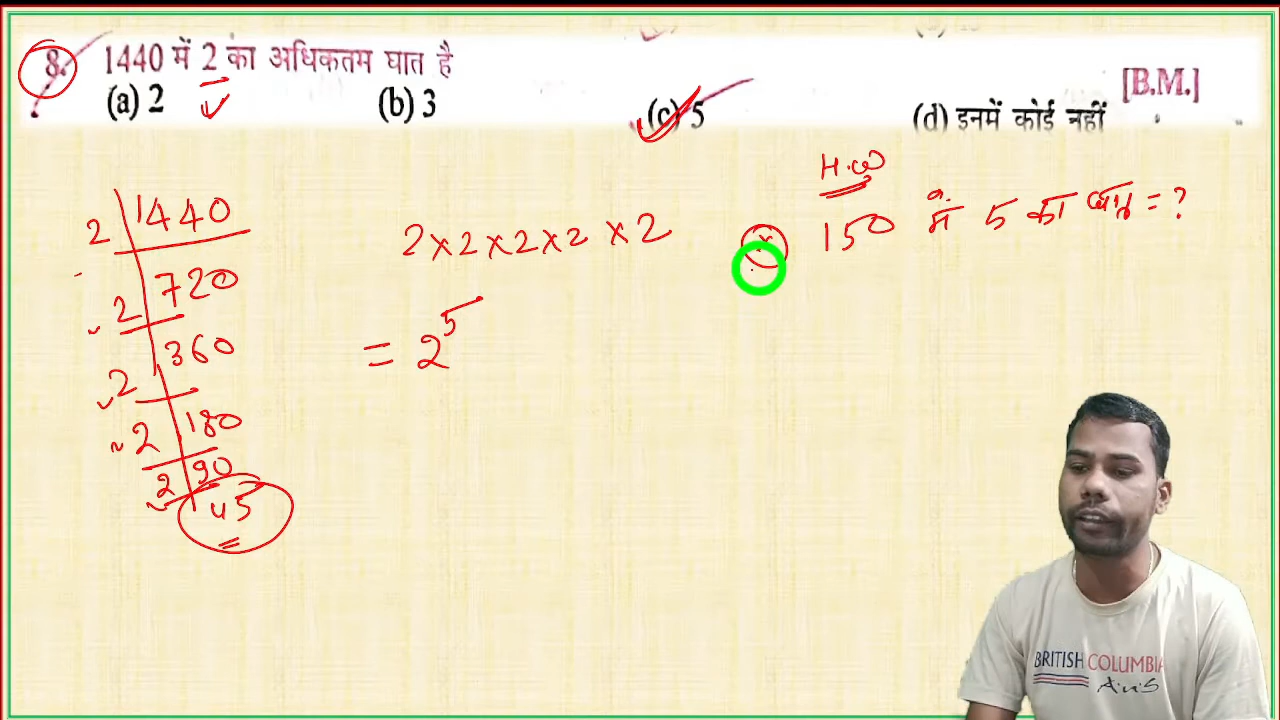 8. 1440 में 2 का अधिकतम घात है
[B.M.]
(a) 2 (b) 3 (c) 5 (d) इनमें कोई नहीं
H.W
150 में 5 का घात = ?
2 | 1440
2 | 720
2 | 360
2 | 180
2 | 90
45
2 × 2 × 2 × 2 × 2
= 2⁵
BRITISH COLUMBIA